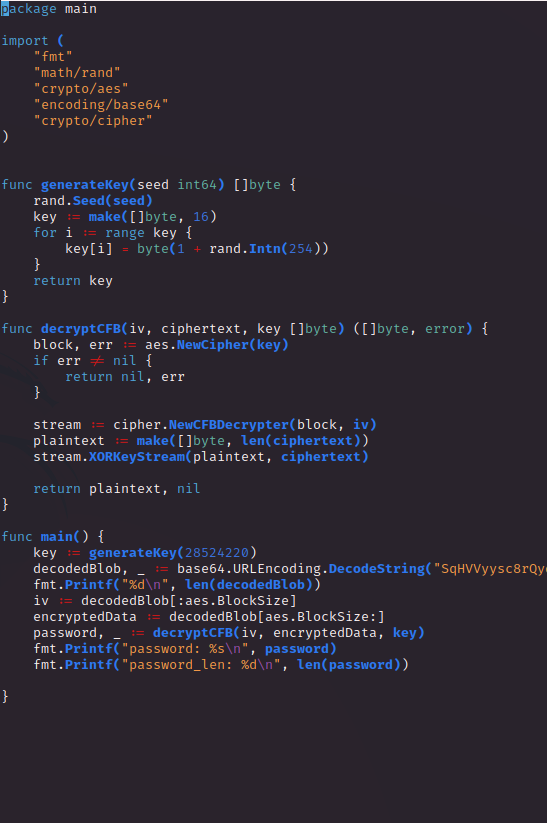 package main
import (
"fmt"
"math/rand"
"crypto/aes"
"encoding/base64"
"crypto/cipher"
)
func generateKey(seed int64) []byte {
rand.Seed(seed)
key := make([]byte, 16)
for i := range key {
key[i] = byte(1 + rand.Intn(254))
}
return key
}
func decryptCFB(iv, ciphertext, key []byte) ([]byte, error) {
block, err := aes.NewCipher(key)
if err != nil {
return nil, err
}
stream := cipher.NewCFBDecrypter(block, iv)
plaintext := make([]byte, len(ciphertext))
stream.XORKeyStream(plaintext, ciphertext)
return plaintext, nil
}
func main() {
key := generateKey(28524220)
decodedBlob, _ := base64.URLEncoding.DecodeString("SqHVVyysc8rQy
fmt.Printf("%d\n", len(decodedBlob))
iv := decodedBlob[:aes.BlockSize]
encryptedData := decodedBlob[aes.BlockSize:]
password, _ := decryptCFB(iv, encryptedData, key)
fmt.Printf("password: %s\n", password)
fmt.Printf("password_len: %d\n", len(password))
}